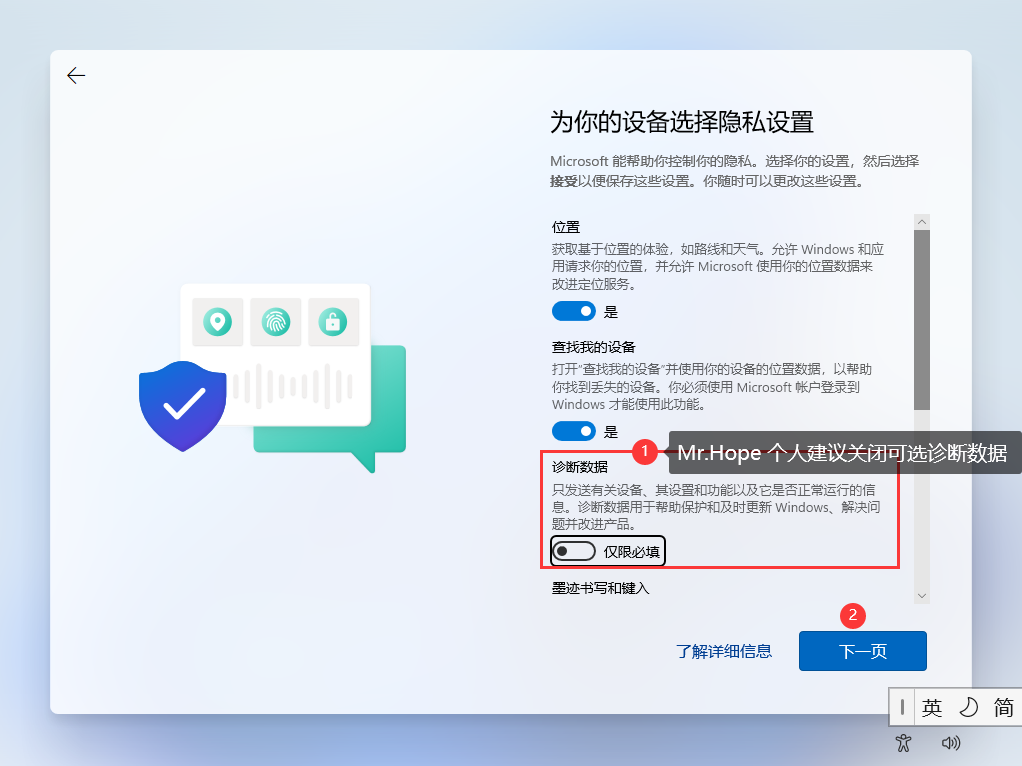 为你的设备选择隐私设置
Microsoft 能帮助你控制你的隐私。选择你的设置，然后选择
接受以便保存这些设置。你随时可以更改这些设置。
位置
获取基于位置的体验，如路线和天气。允许 Windows 和应
用请求你的位置，并允许 Microsoft 使用你的位置数据来
改进定位服务。
是
查找我的设备
打开"查找我的设备"并使用你的设备的位置数据，以帮助
你找到丢失的设备。你必须使用 Microsoft 帐户登录到
Windows 才能使用此功能。
是
1
Mr.Hope 个人建议关闭可选诊断数据
诊断数据
只发送有关设备、其设置和功能以及它是否正常运行的信
息。诊断数据用于帮助保护和及时更新 Windows、解决问
题并改进产品。
仅限必填
墨迹书写和键入
2
了解详细信息
下一页
英
简